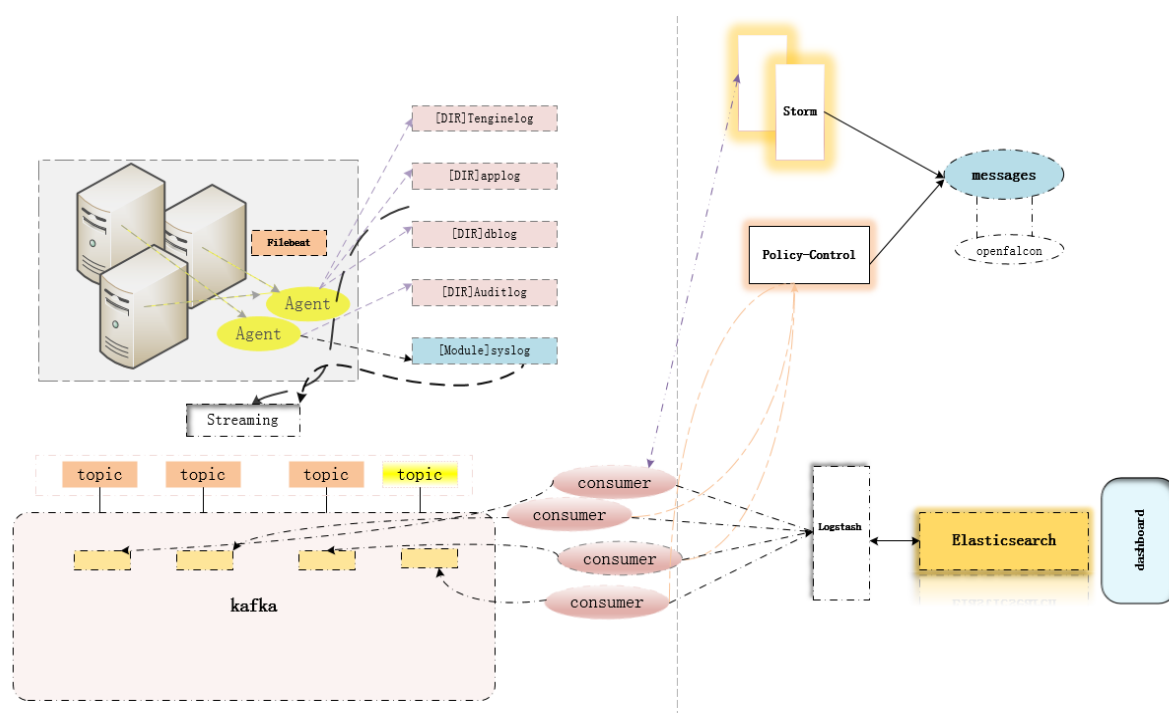 [DIR]Tenginelog
[DIR]applog
[DIR]dblog
[DIR]Auditlog
[Module]syslog
Filebeat
Agent
Agent
Streaming
topic
topic
topic
topic
kafka
consumer
consumer
consumer
consumer
Storm
messages
openfalcon
Policy-Control
Logstash
Elasticsearch
dashboard